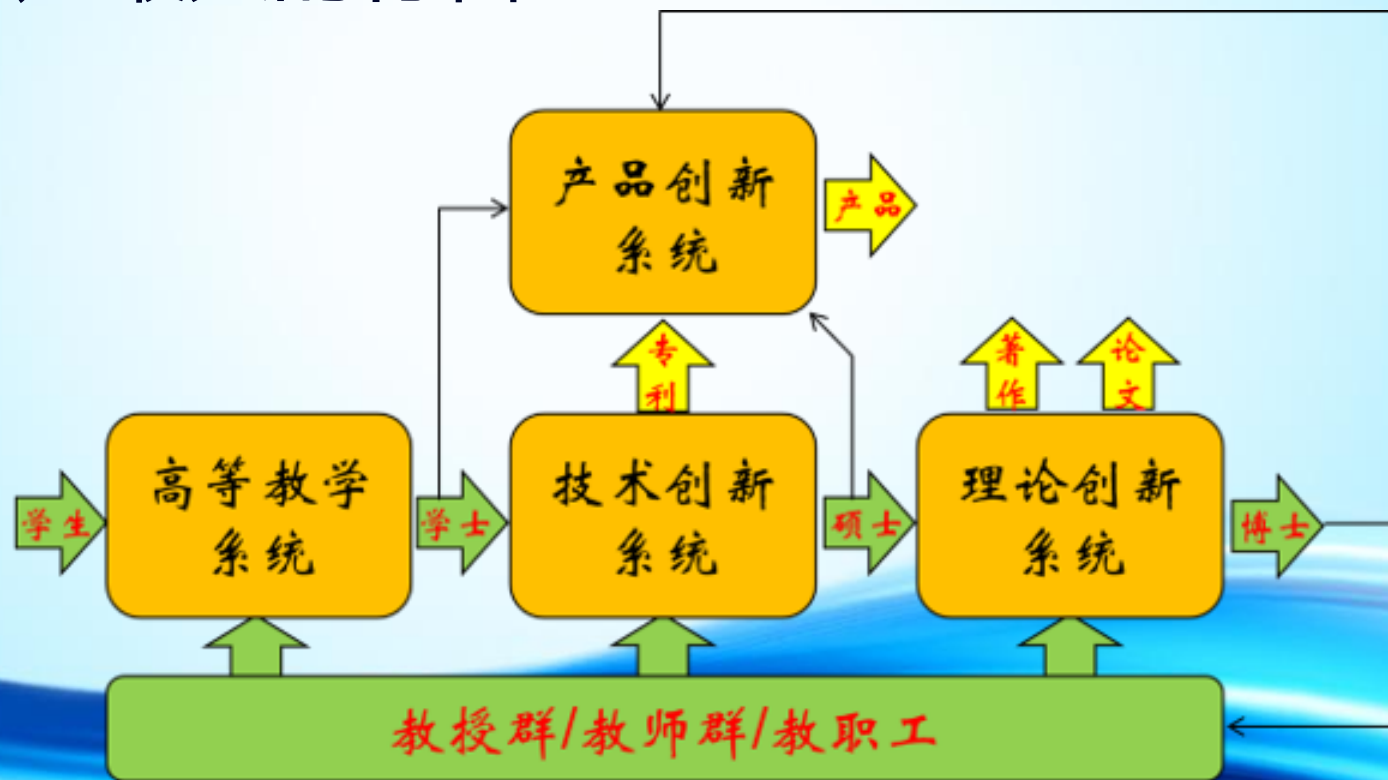 产品创新
系统
产品
专
利
著
作
论
文
学生
高等教学
系统
学士
技术创新
系统
硕士
理论创新
系统
博士
教授群/教师群/教职工